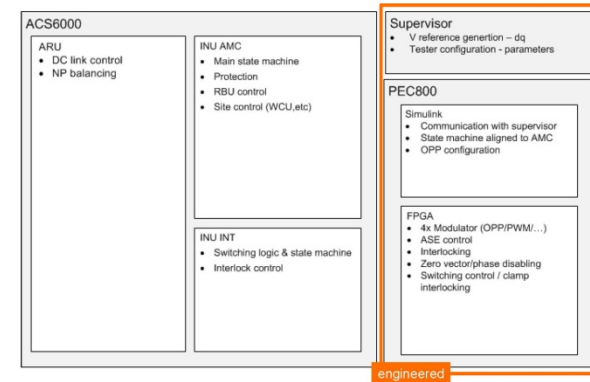 ACS6000
ARU
• DC link control
• NP balancing
INU AMC
• Main state machine
• Protection
• RBU control
• Site control (WCU,etc)
INU INT
• Switching logic & state machine
• Interlock control
Supervisor
• V reference genertion – dq
• Tester configuration - parameters
PEC800
Simulink
• Communication with supervisor
• State machine aligned to AMC
• OPP configuration
FPGA
• 4x Modulator (OPP/PWM/…)
• ASE control
• Interlocking
• Zero vector/phase disabling
• Switching control / clamp
interlocking
engineered